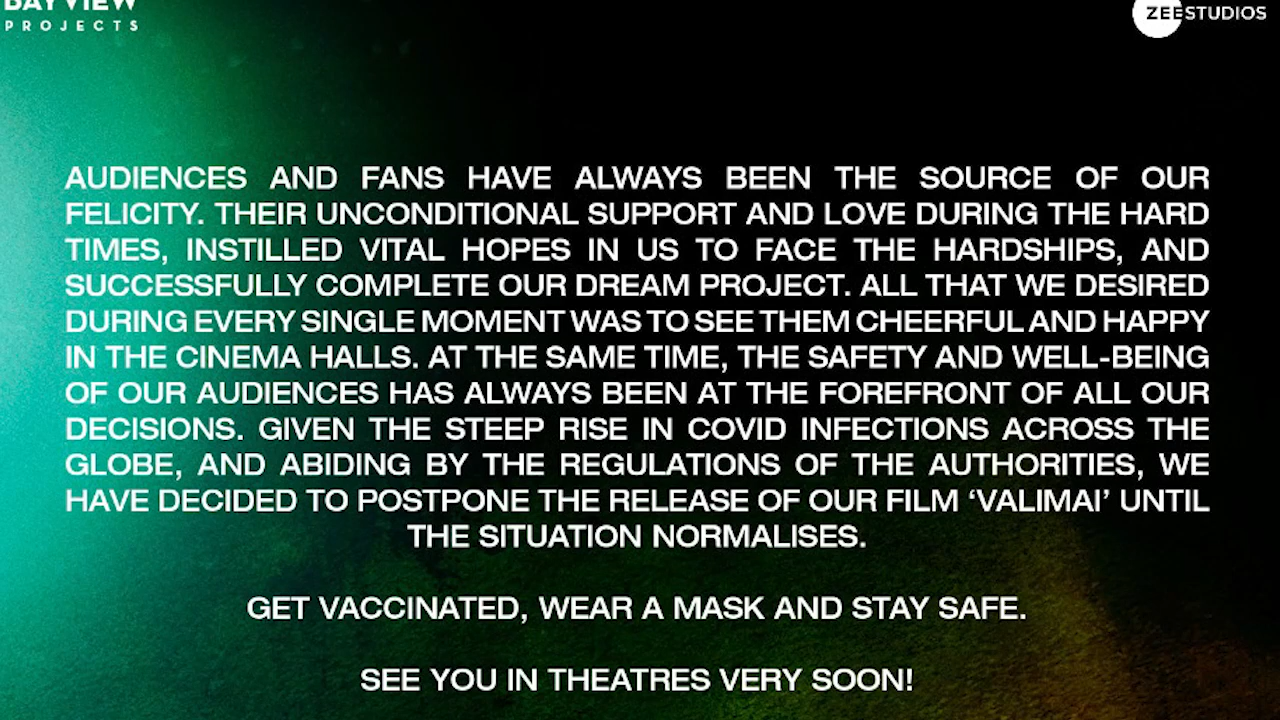 BAYVIEW
PROJECTS
ZEESTUDIOS
AUDIENCES AND FANS HAVE ALWAYS BEEN THE SOURCE OF OUR
FELICITY. THEIR UNCONDITIONAL SUPPORT AND LOVE DURING THE HARD
TIMES, INSTILLED VITAL HOPES IN US TO FACE THE HARDSHIPS, AND
SUCCESSFULLY COMPLETE OUR DREAM PROJECT. ALL THAT WE DESIRED
DURING EVERY SINGLE MOMENT WAS TO SEE THEM CHEERFUL AND HAPPY
IN THE CINEMA HALLS. AT THE SAME TIME, THE SAFETY AND WELL-BEING
OF OUR AUDIENCES HAS ALWAYS BEEN AT THE FOREFRONT OF ALL OUR
DECISIONS. GIVEN THE STEEP RISE IN COVID INFECTIONS ACROSS THE
GLOBE, AND ABIDING BY THE REGULATIONS OF THE AUTHORITIES, WE
HAVE DECIDED TO POSTPONE THE RELEASE OF OUR FILM ‘VALIMAI’ UNTIL
THE SITUATION NORMALISES.
GET VACCINATED, WEAR A MASK AND STAY SAFE.
SEE YOU IN THEATRES VERY SOON!